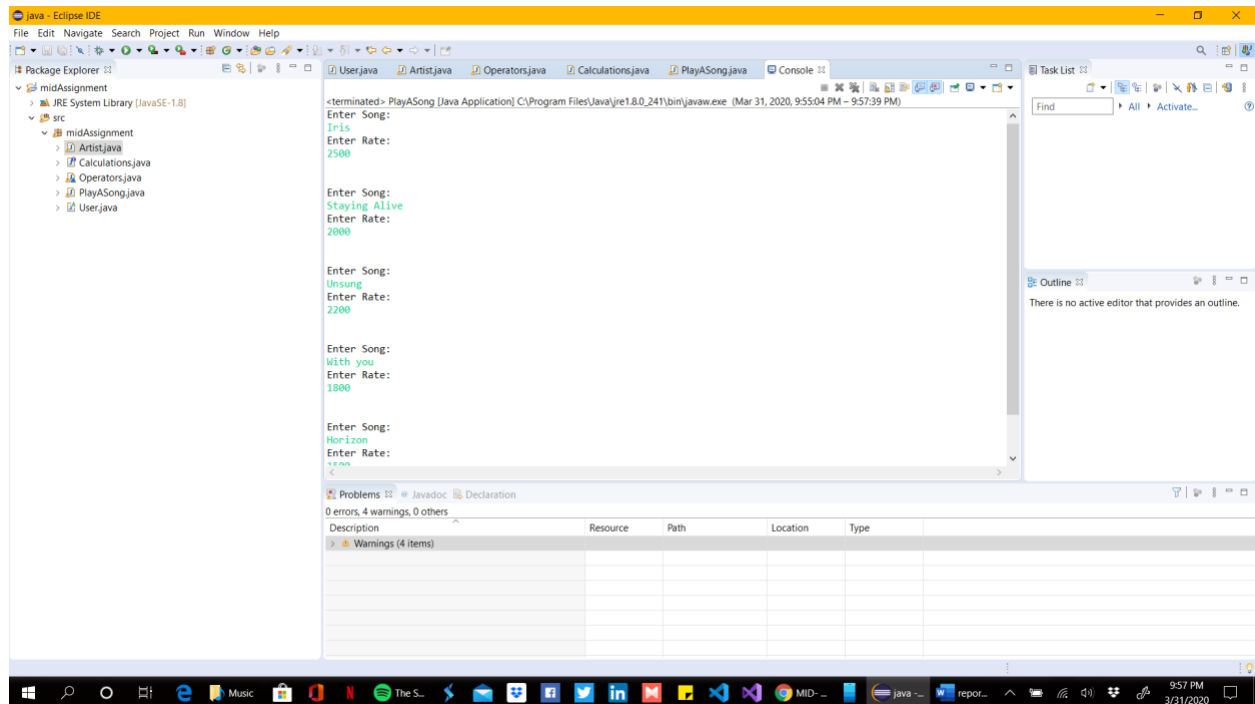 java - Eclipse IDE
File Edit Navigate Search Project Run Window Help
Package Explorer
midAssignment
JRE System Library [JavaSE-1.8]
src
midAssignment
Artist.java
Calculations.java
Operators.java
PlayASong.java
User.java
User.java Artist.java Operators.java Calculations.java PlayASong.java Console
<terminated> PlayASong [Java Application] C:\Program Files\Java\jre1.8.0_241\bin\javaw.exe (Mar 31, 2020, 9:55:04 PM – 9:57:39 PM)
Enter Song:
Iris
Enter Rate:
2500
Enter Song:
Staying Alive
Enter Rate:
2000
Enter Song:
Unsung
Enter Rate:
2200
Enter Song:
With you
Enter Rate:
1800
Enter Song:
Horizon
Enter Rate:
Task List
Find All Activate...
Outline
There is no active editor that provides an outline.
Problems Javadoc Declaration
0 errors, 4 warnings, 0 others
Description Resource Path Location Type
Warnings (4 items)
Music The S... MID- ... java -... repor... 9:57 PM
3/31/2020